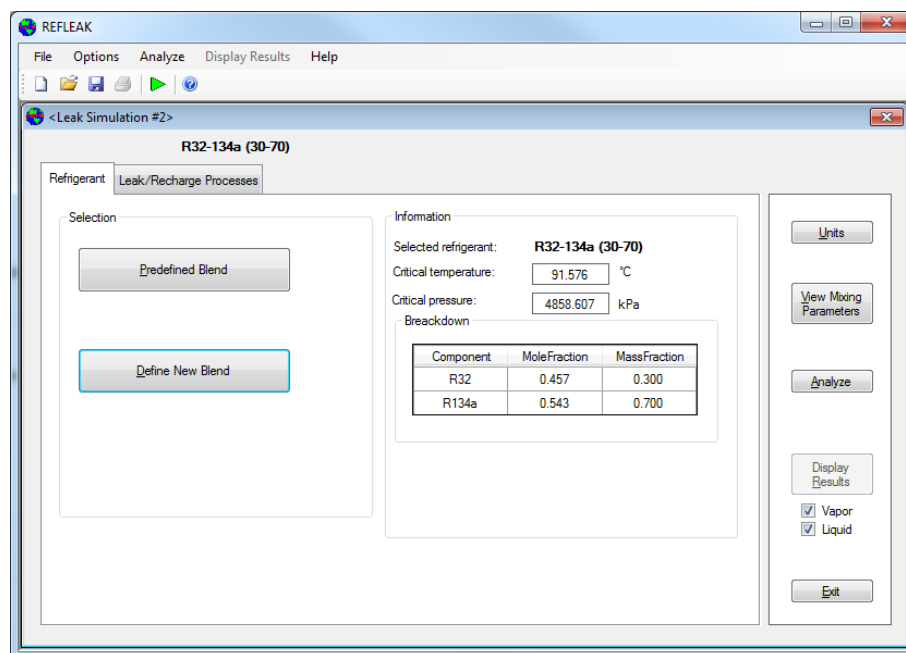 REFLEAK
File Options Analyze Display Results Help
<Leak Simulation #2>
R32-134a (30-70)
Refrigerant Leak/Recharge Processes
Selection
Predefined Blend
Define New Blend
Information
Selected refrigerant: R32-134a (30-70)
Critical temperature: 91.576 °C
Critical pressure: 4858.607 kPa
Breackdown
Component MoleFraction MassFraction
R32 0.457 0.300
R134a 0.543 0.700
Units
View Mixing
Parameters
Analyze
Display
Results
Vapor
Liquid
Exit